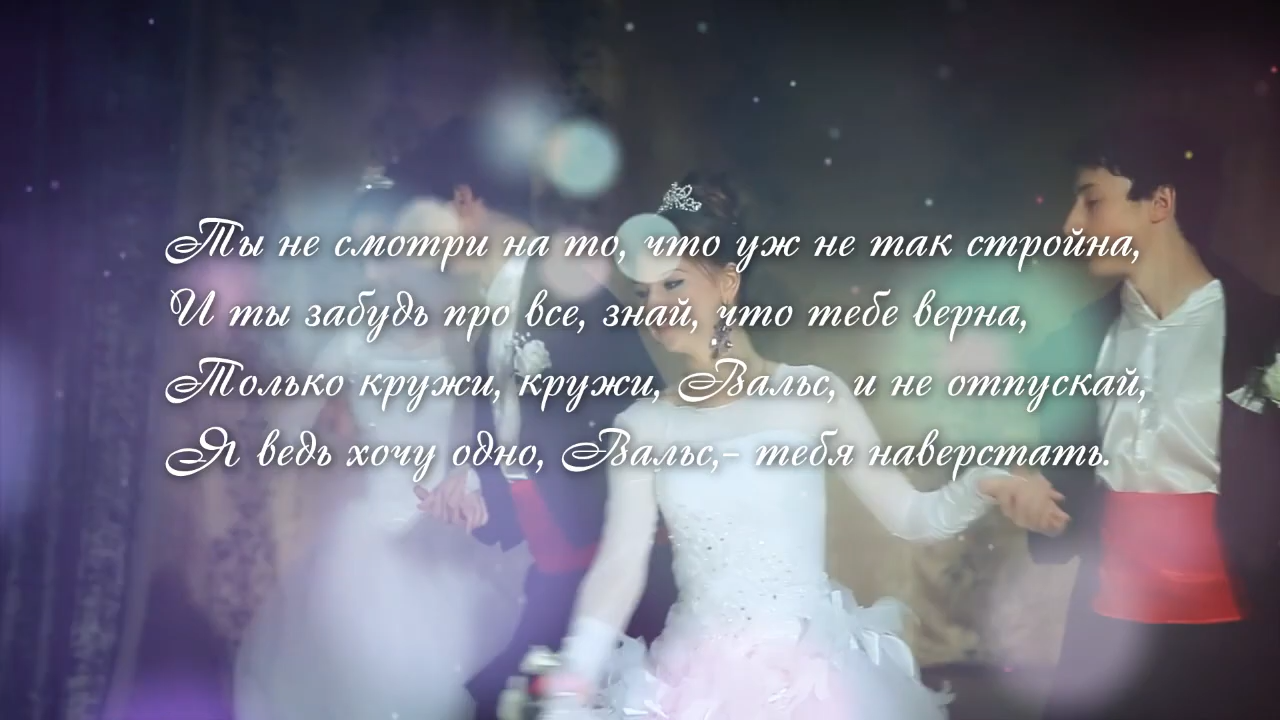 Ты не смотри на то, что уж не так стройна,
И ты забудь про все, знай, что тебе верна,
Только кружи, кружи, Вальс, и не отпускай,
Я ведь хочу одно, Вальс,- тебя наверстать.